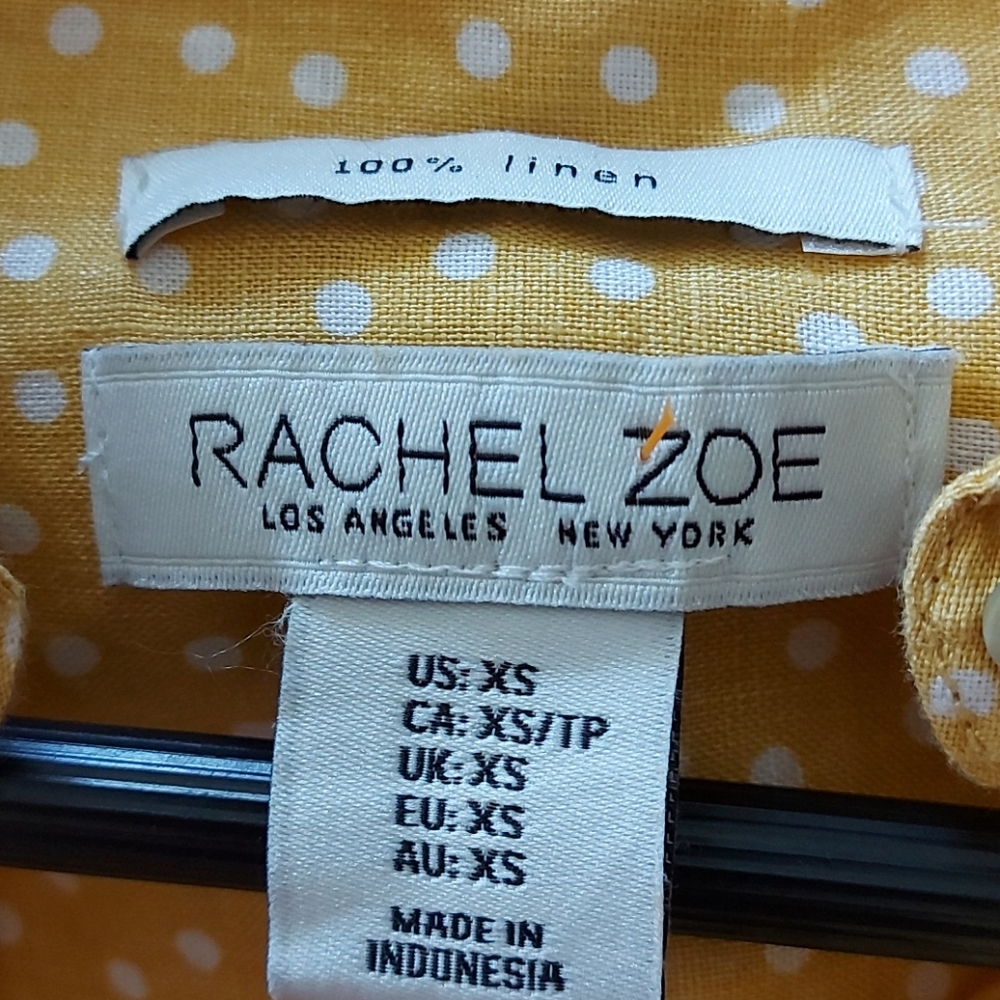 100% linen
RACHEL ZOE
LOS ANGELES NEW YORK
US: XS
CA: XS/TP
UK: XS
EU: XS
AU: XS
MADE IN
INDONESIA